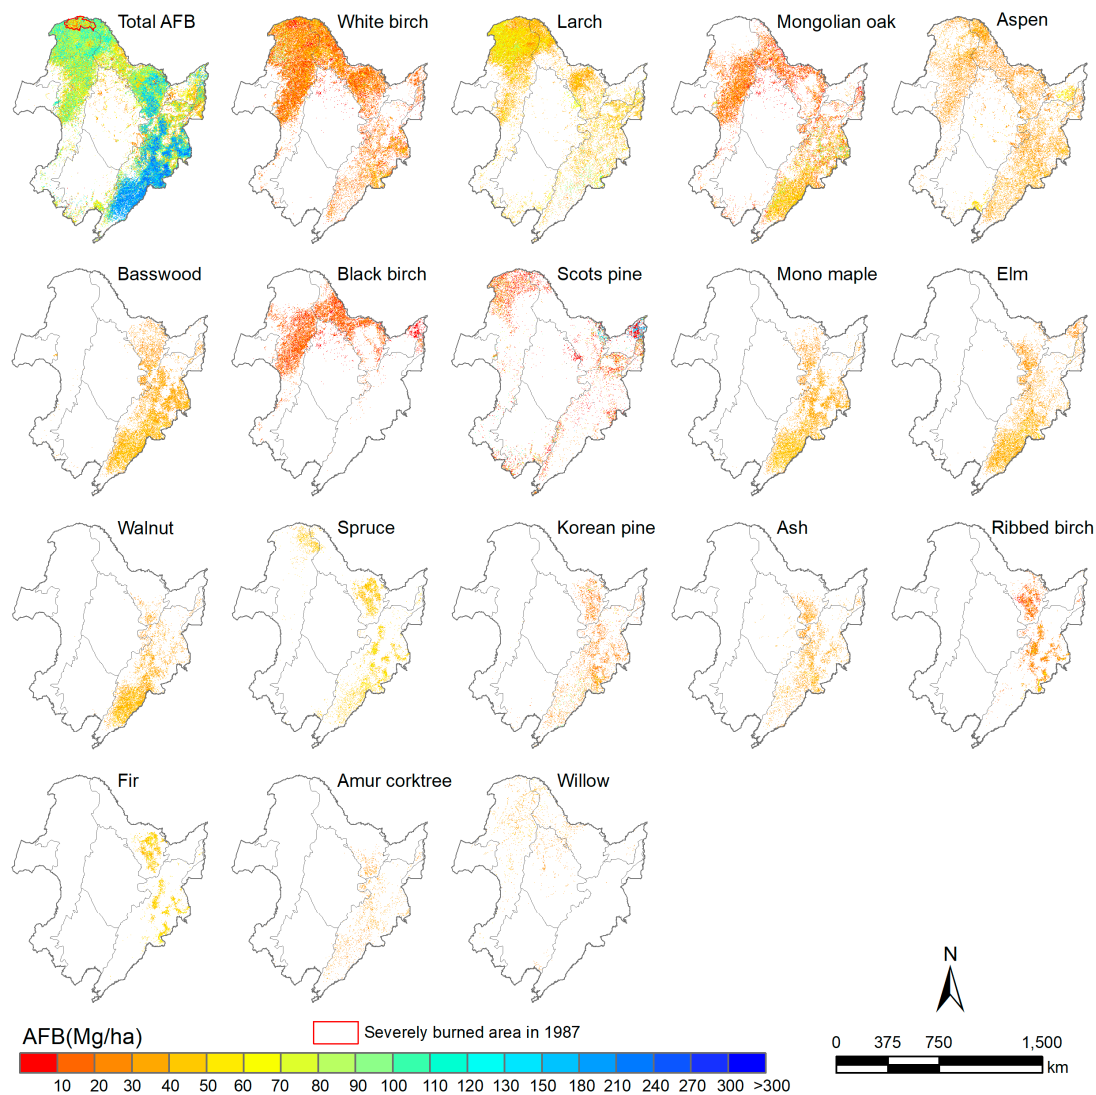 Total AFB
White birch
Larch
Mongolian oak
Aspen
Basswood
Black birch
Scots pine
Mono maple
Elm
Walnut
Spruce
Korean pine
Ash
Ribbed birch
Fir
Amur corktree
Willow
N
AFB(Mg/ha)
Severely burned area in 1987
10 20 30 40 50 60 70 80 90 100 110 120 130 150 180 210 240 270 300 >300
0 375 750 1,500
km